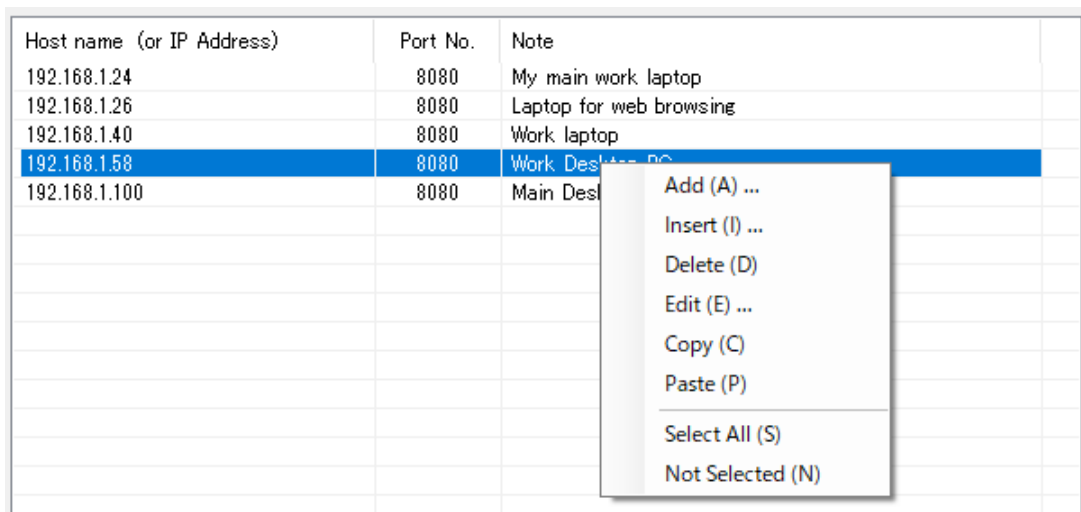 Host name (or IP Address) Port No. Note
192.168.1.24 8080 My main work laptop
192.168.1.26 8080 Laptop for web browsing
192.168.1.40 8080 Work laptop
192.168.1.58 8080 Work Desktop PC
192.168.1.100 8080 Main
Add (A) ...
Insert (I) ...
Delete (D)
Edit (E) ...
Copy (C)
Paste (P)
Select All (S)
Not Selected (N)